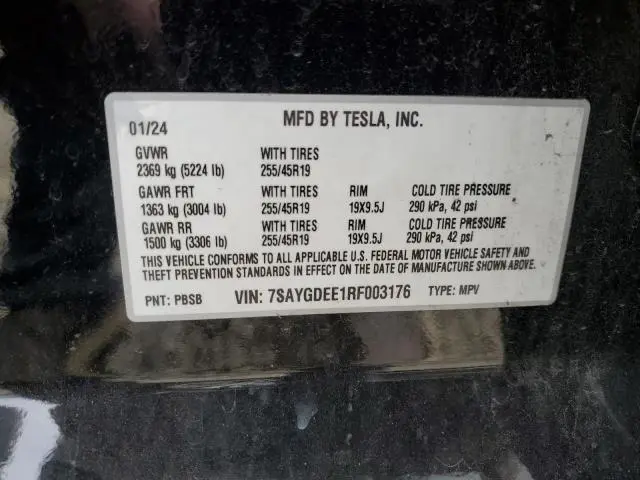 01/24 MFD BY TESLA, INC.
GVWR WITH TIRES
2369 kg (5224 lb) 255/45R19
GAWR FRT WITH TIRES RIM COLD TIRE PRESSURE
1363 kg (3004 lb) 255/45R19 19X9.5J 290 kPa, 42 psi
GAWR RR WITH TIRES RIM COLD TIRE PRESSURE
1500 kg (3306 lb) 255/45R19 19X9.5J 290 kPa, 42 psi
THIS VEHICLE CONFORMS TO ALL APPLICABLE U.S. FEDERAL MOTOR VEHICLE SAFETY AND
THEFT PREVENTION STANDARDS IN EFFECT ON THE DATE OF MANUFACTURE SHOWN ABOVE.
PNT: PBSB VIN: 7SAYGDEE1RF003176 TYPE: MPV